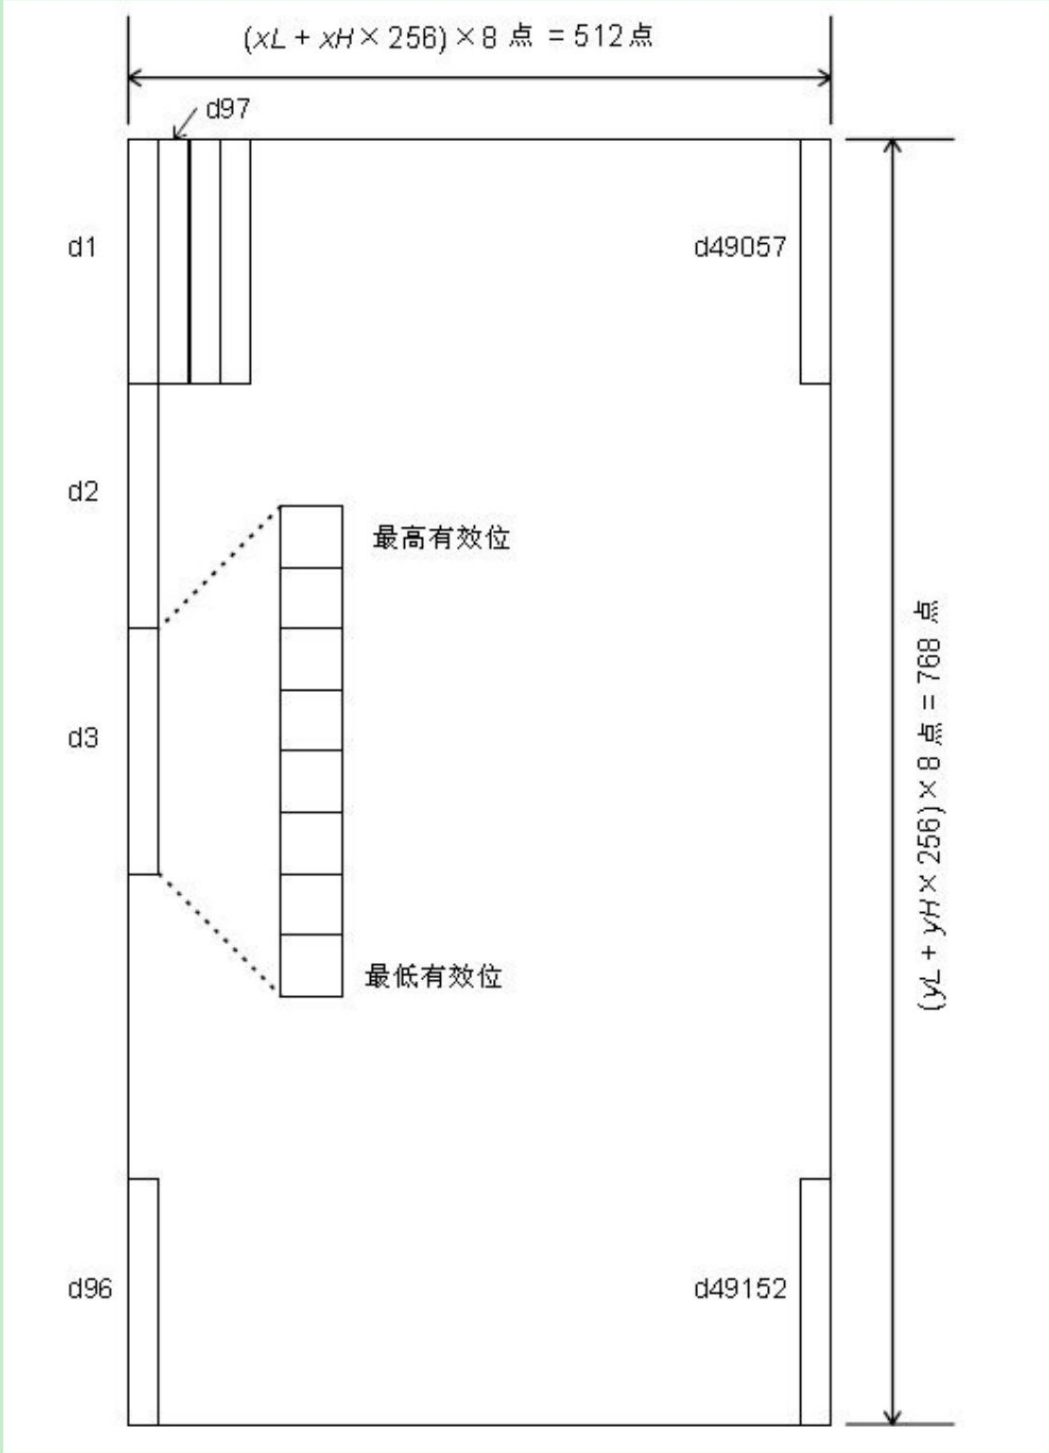 (xL + xH × 256) × 8 点 = 512 点
d97
d1
d49057
d2
最高有效位
d3
(yL + yH × 256) × 8 点 = 768 点
最低有效位
d96
d49152